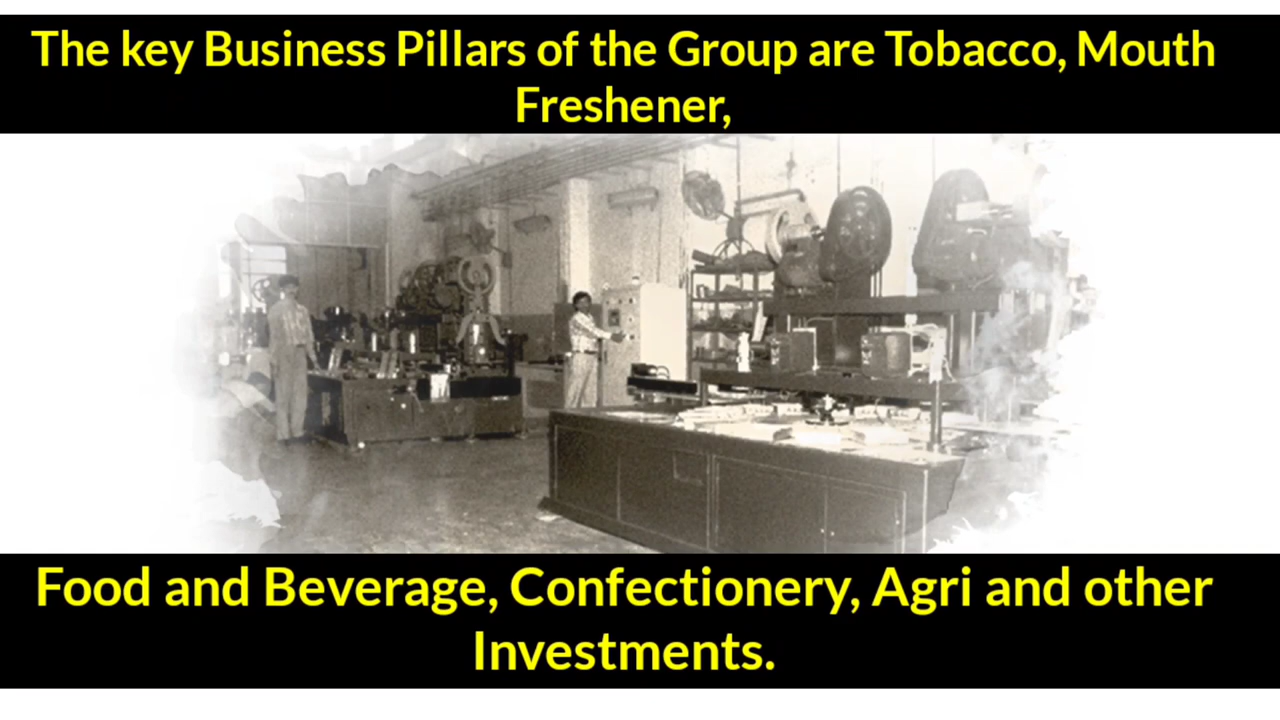 The key Business Pillars of the Group are Tobacco, Mouth
Freshener,
Food and Beverage, Confectionery, Agri and other
Investments.